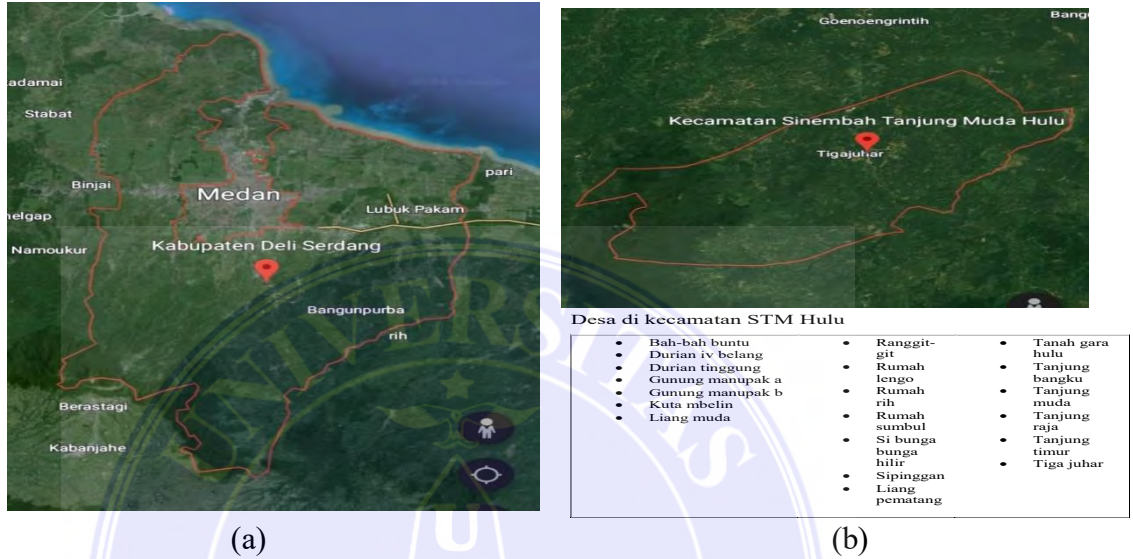 adamai
Stabat
Binjai
elgap
Namoukur
Medan
pari
Lubuk Pakam
Kabupaten Deli Serdang
Bangunpurba
rih
Berastagi
Kabanjahe
UNIVERSITAS
U
(a)
Goenoengrintih
Bang
Kecamatan Sinembah Tanjung Muda Hulu
Tigajuhar
Desa di kecamatan STM Hulu
• Bah-bah buntu
• Durian iv belang
• Durian tinggung
• Gunung manupak a
• Gunung manupak b
• Kuta mbelin
• Liang muda
• Ranggit-
git
• Rumah
lengo
• Rumah
rih
• Rumah
sumbul
• Si bunga
bunga
hilir
• Sipinggan
• Liang
pematang
• Tanah gara
hulu
• Tanjung
bangku
• Tanjung
muda
• Tanjung
raja
• Tanjung
timur
• Tiga juhar
(b)